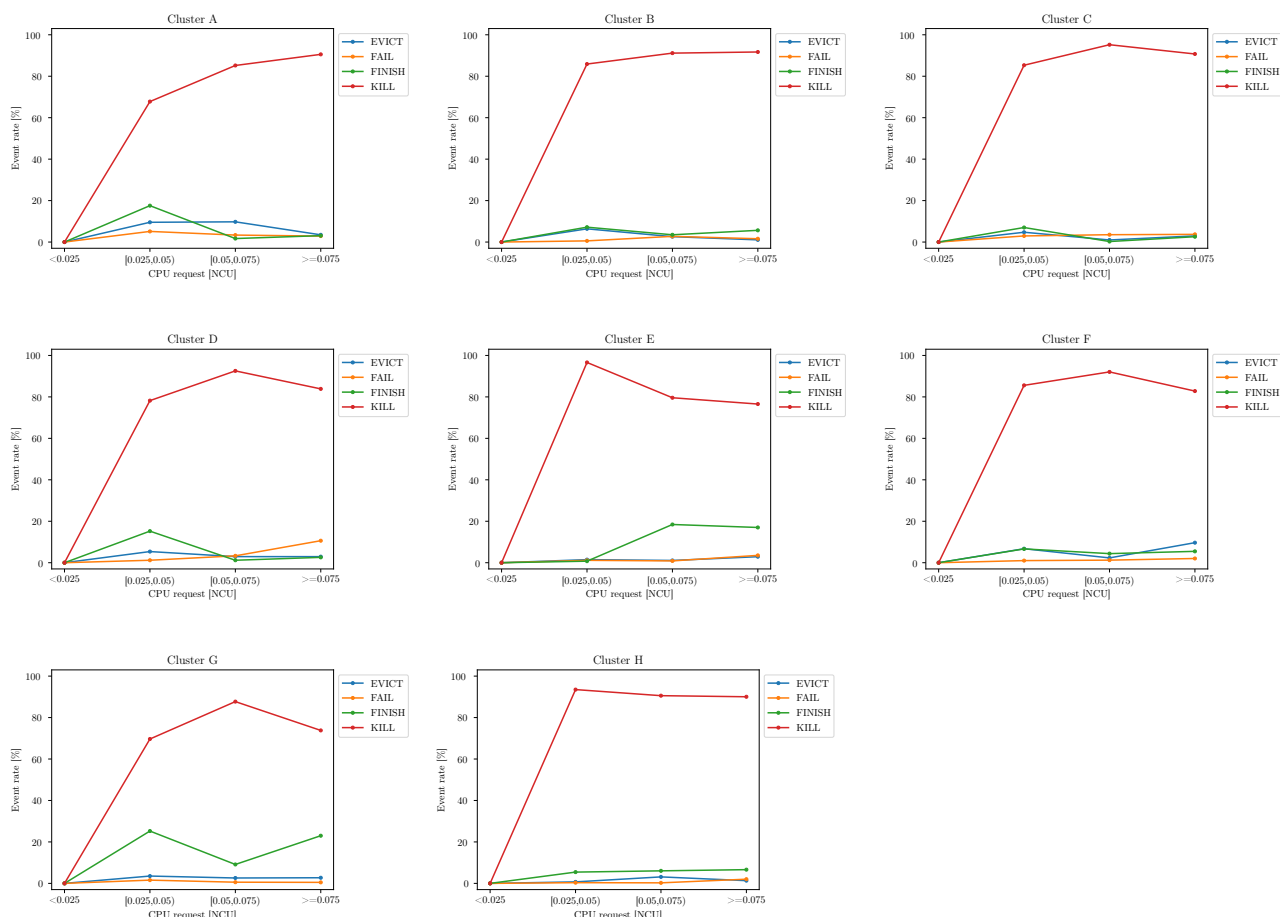 Cluster A
100
80
60
40
20
0
Event rate [%]
<0.025
[0.025,0.05)
[0.05,0.075)
>=0.075
CPU request [NCU]
EVICT
FAIL
FINISH
KILL
Cluster B
100
80
60
40
20
0
Event rate [%]
<0.025
[0.025,0.05)
[0.05,0.075)
>=0.075
CPU request [NCU]
EVICT
FAIL
FINISH
KILL
Cluster C
100
80
60
40
20
0
Event rate [%]
<0.025
[0.025,0.05)
[0.05,0.075)
>=0.075
CPU request [NCU]
EVICT
FAIL
FINISH
KILL
Cluster D
100
80
60
40
20
0
Event rate [%]
<0.025
[0.025,0.05)
[0.05,0.075)
>=0.075
CPU request [NCU]
EVICT
FAIL
FINISH
KILL
Cluster E
100
80
60
40
20
0
Event rate [%]
<0.025
[0.025,0.05)
[0.05,0.075)
>=0.075
CPU request [NCU]
EVICT
FAIL
FINISH
KILL
Cluster F
100
80
60
40
20
0
Event rate [%]
<0.025
[0.025,0.05)
[0.05,0.075)
>=0.075
CPU request [NCU]
EVICT
FAIL
FINISH
KILL
Cluster G
100
80
60
40
20
0
Event rate [%]
<0.025
[0.025,0.05)
[0.05,0.075)
>=0.075
CPU request [NCU]
EVICT
FAIL
FINISH
KILL
Cluster H
100
80
60
40
20
0
Event rate [%]
<0.025
[0.025,0.05)
[0.05,0.075)
>=0.075
CPU request [NCU]
EVICT
FAIL
FINISH
KILL